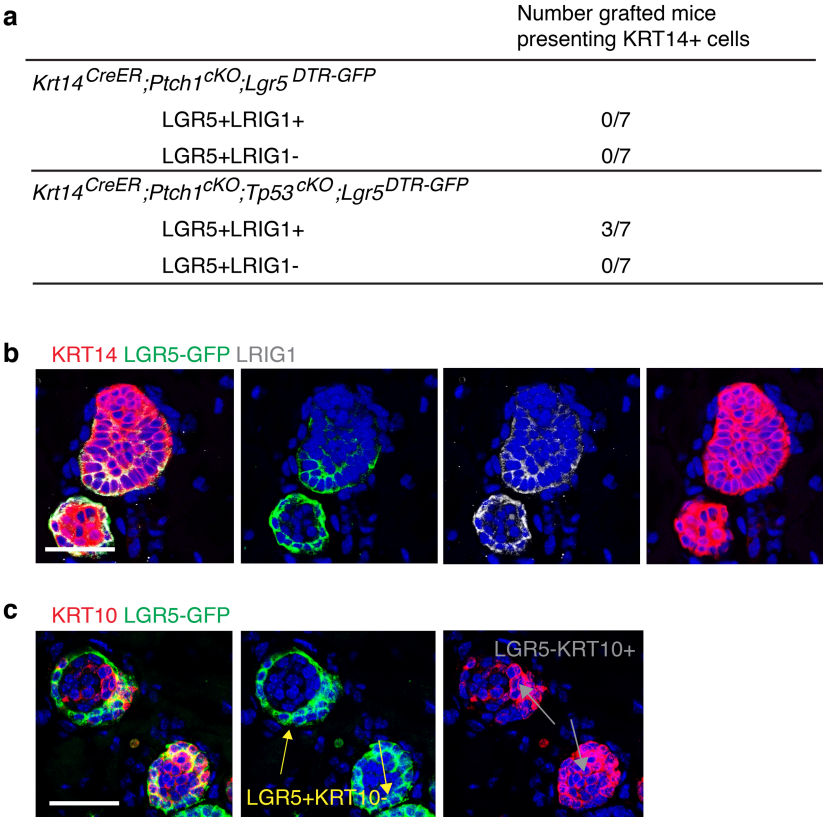 a
Number grafted mice
presenting KRT14+ cells
Krt14CreER;Ptch1cKO;Lgr5DTR-GFP
LGR5+LRIG1+ 0/7
LGR5+LRIG1- 0/7
Krt14CreER;Ptch1cKO;Tp53cKO;Lgr5DTR-GFP
LGR5+LRIG1+ 3/7
LGR5+LRIG1- 0/7
b
KRT14 LGR5-GFP LRIG1
c
KRT10 LGR5-GFP
LGR5-KRT10+
LGR5+KRT10-